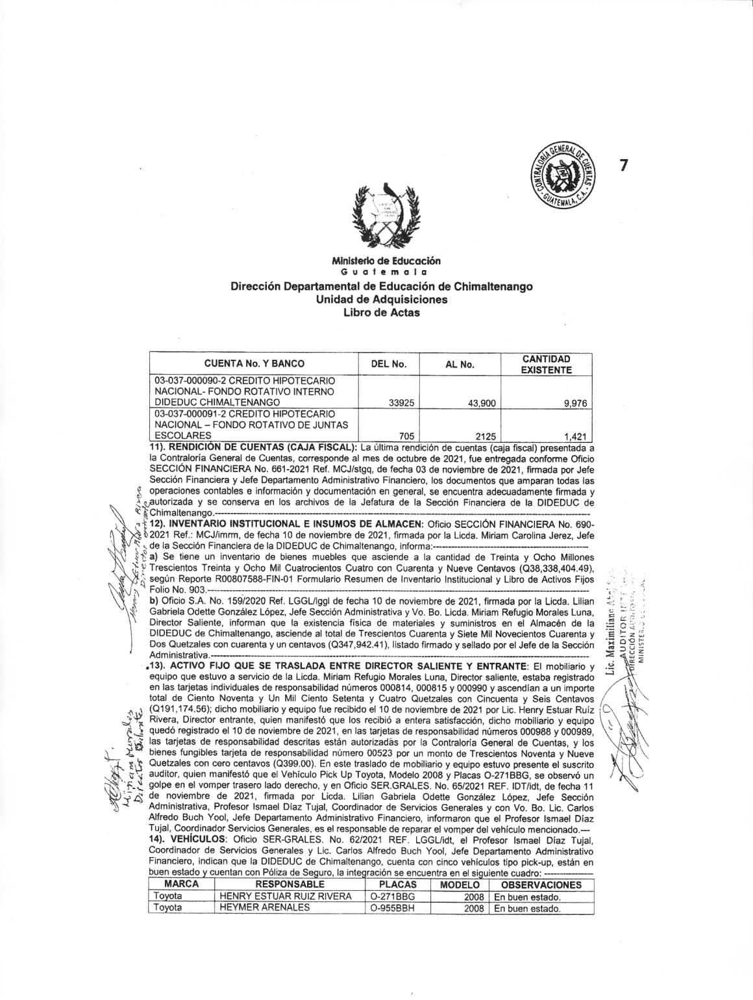 CONTRALORÍA GENERAL DE CUENTAS
GUATEMALA, C.A.
7
Ministerio de Educación
Guatemala
Dirección Departamental de Educación de Chimaltenango
Unidad de Adquisiciones
Libro de Actas
CUENTA No. Y BANCO DEL No. AL No. CANTIDAD EXISTENTE
03-037-000090-2 CREDITO HIPOTECARIO
NACIONAL- FONDO ROTATIVO INTERNO
DIDEDUC CHIMALTENANGO 33925 43,900 9,976
03-037-000091-2 CREDITO HIPOTECARIO
NACIONAL – FONDO ROTATIVO DE JUNTAS
ESCOLARES 705 2125 1,421
11). RENDICIÓN DE CUENTAS (CAJA FISCAL): La última rendición de cuentas (caja fiscal) presentada a
la Contraloría General de Cuentas, corresponde al mes de octubre de 2021, fue entregada conforme Oficio
SECCIÓN FINANCIERA No. 661-2021 Ref. MCJ/stgq, de fecha 03 de noviembre de 2021, firmada por Jefe
Sección Financiera y Jefe Departamento Administrativo Financiero, los documentos que amparan todas las
operaciones contables e información y documentación en general, se encuentra adecuadamente firmada y
autorizada y se conserva en los archivos de la Jefatura de la Sección Financiera de la DIDEDUC de
Chimaltenango.---
12). INVENTARIO INSTITUCIONAL E INSUMOS DE ALMACEN: Oficio SECCIÓN FINANCIERA No. 690-
2021 Ref.: MCJ/imrm, de fecha 10 de noviembre de 2021, firmada por la Licda. Miriam Carolina Jerez, Jefe
de la Sección Financiera de la DIDEDUC de Chimaltenango, informa:---
a) Se tiene un inventario de bienes muebles que asciende a la cantidad de Treinta y Ocho Millones
Trescientos Treinta y Ocho Mil Cuatrocientos Cuatro con Cuarenta y Nueve Centavos (Q38,338,404.49),
según Reporte R00807588-FIN-01 Formulario Resumen de Inventario Institucional y Libro de Activos Fijos
Folio No. 903.---
b) Oficio S.A. No. 159/2020 Ref. LGGL/lggl de fecha 10 de noviembre de 2021, firmada por la Licda. Lilian
Gabriela Odette González López, Jefe Sección Administrativa y Vo. Bo. Licda. Miriam Refugio Morales Luna,
Director Saliente, informan que la existencia física de materiales y suministros en el Almacén de la
DIDEDUC de Chimaltenango, asciende al total de Trescientos Cuarenta y Siete Mil Novecientos Cuarenta y
Dos Quetzales con cuarenta y un centavos (Q347,942.41), listado firmado y sellado por el Jefe de la Sección
Administrativa.---
13). ACTIVO FIJO QUE SE TRASLADA ENTRE DIRECTOR SALIENTE Y ENTRANTE: El mobiliario y
equipo que estuvo a servicio de la Licda. Miriam Refugio Morales Luna, Director saliente, estaba registrado
en las tarjetas individuales de responsabilidad números 000814, 000815 y 000990 y ascendían a un importe
total de Ciento Noventa y Un Mil Ciento Setenta y Cuatro Quetzales con Cincuenta y Seis Centavos
(Q191,174.56); dicho mobiliario y equipo fue recibido el 10 de noviembre de 2021 por Lic. Henry Estuar Ruíz
Rivera, Director entrante, quien manifestó que los recibió a entera satisfacción, dicho mobiliario y equipo
quedó registrado el 10 de noviembre de 2021, en las tarjetas de responsabilidad números 000988 y 000989,
las tarjetas de responsabilidad descritas están autorizadas por la Contraloría General de Cuentas, y los
bienes fungibles tarjeta de responsabilidad número 00523 por un monto de Trescientos Noventa y Nueve
Quetzales con cero centavos (Q399.00). En este traslado de mobiliario y equipo estuvo presente el suscrito
auditor, quien manifestó que el Vehículo Pick Up Toyota, Modelo 2008 y Placas O-271BBG, se observó un
golpe en el vomper trasero lado derecho, y en Oficio SER.GRALES. No. 65/2021 REF. IDT/idt, de fecha 11
de noviembre de 2021, firmada por Licda. Lilian Gabriela Odette González López, Jefe Sección
Administrativa, Profesor Ismael Díaz Tujal, Coordinador de Servicios Generales y con Vo. Bo. Lic. Carlos
Alfredo Buch Yool, Jefe Departamento Administrativo Financiero, informaron que el Profesor Ismael Díaz
Tujal, Coordinador Servicios Generales, es el responsable de reparar el vomper del vehículo mencionado.---
14). VEHÍCULOS: Oficio SER-GRALES. No. 62/2021 REF. LGGL/idt, el Profesor Ismael Díaz Tujal,
Coordinador de Servicios Generales y Lic. Carlos Alfredo Buch Yool, Jefe Departamento Administrativo
Financiero, indican que la DIDEDUC de Chimaltenango, cuenta con cinco vehículos tipo pick-up, están en
buen estado y cuentan con Póliza de Seguro, la integración se encuentra en el siguiente cuadro: ---
MARCA RESPONSABLE PLACAS MODELO OBSERVACIONES
Toyota HENRY ESTUAR RUIZ RIVERA O-271BBG 2008 En buen estado.
Toyota HEYMER ARENALES O-955BBH 2008 En buen estado.
Henry Estuar Ruíz Rivera
Director entrante
Miriam Morales
Director Saliente
Lic. Maximiliano
AUDITOR
DIRECCIÓN
MINISTERIO DE